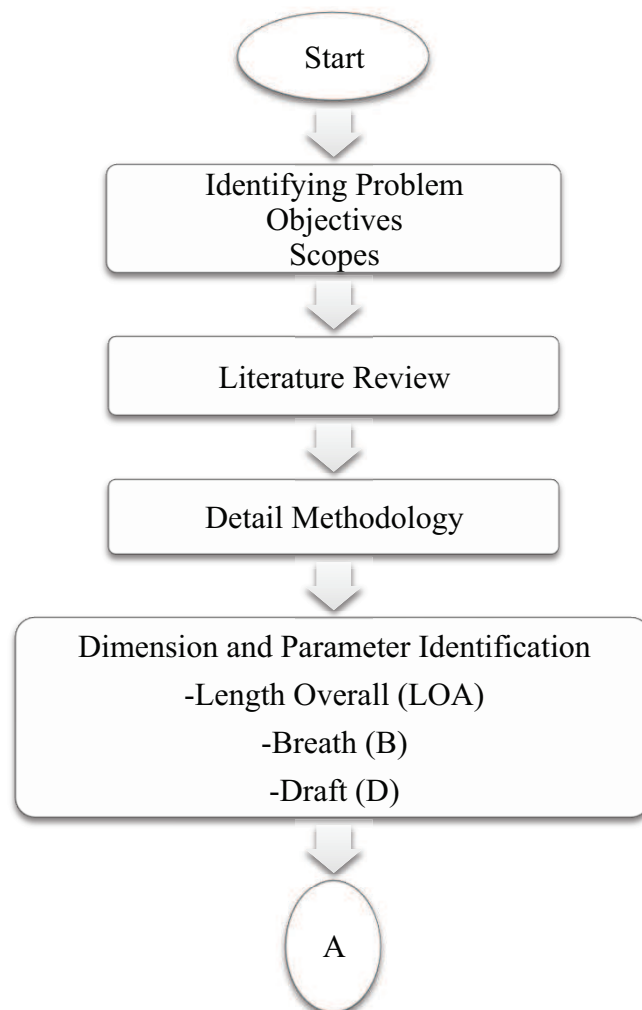 Start
Identifying Problem
Objectives
Scopes
Literature Review
Detail Methodology
Dimension and Parameter Identification
-Length Overall (LOA)
-Breath (B)
-Draft (D)
A